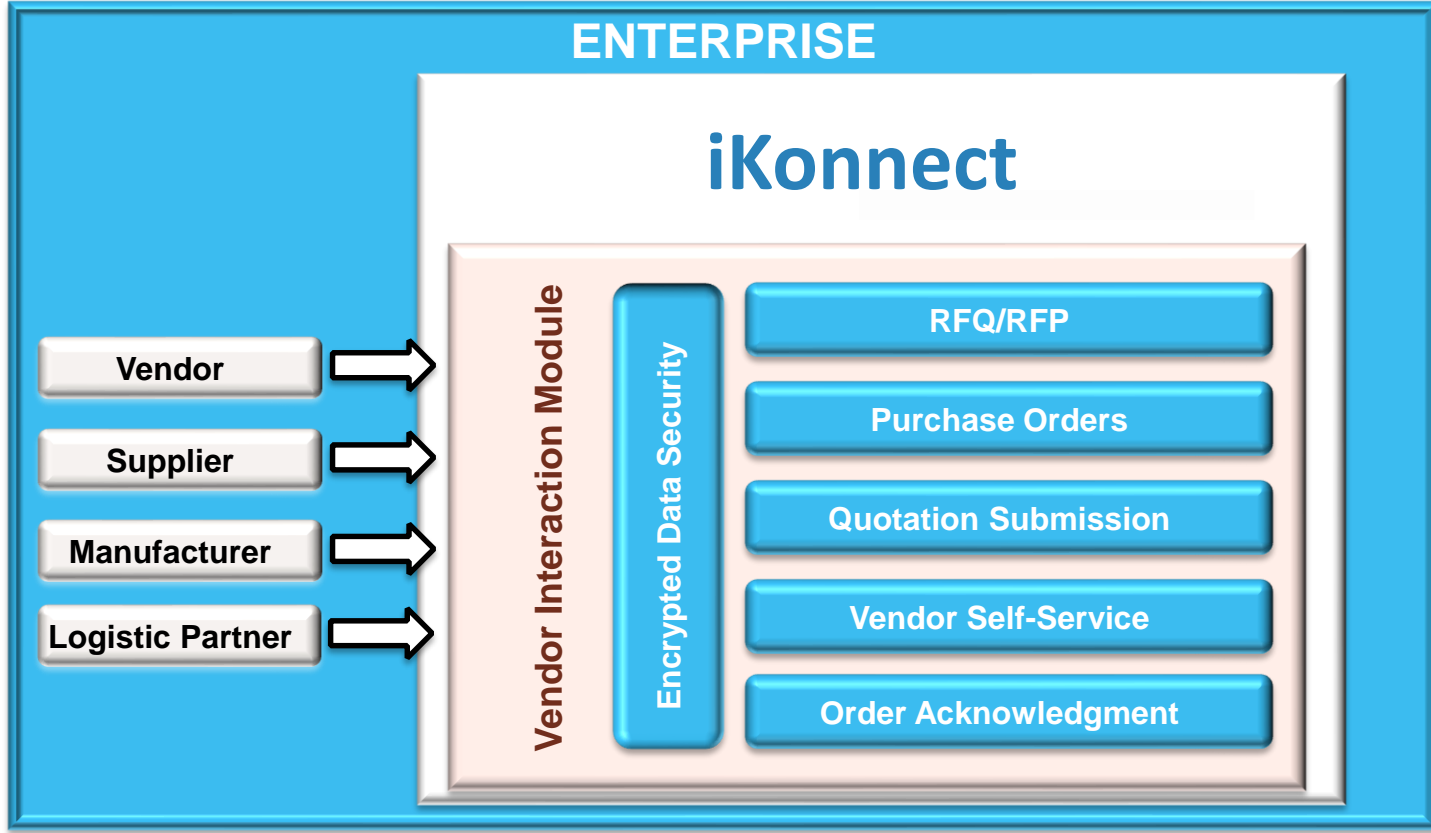 ENTERPRISE
iKonnect
Vendor
Supplier
Manufacturer
Logistic Partner
Vendor Interaction Module
Encrypted Data Security
RFQ/RFP
Purchase Orders
Quotation Submission
Vendor Self-Service
Order Acknowledgment